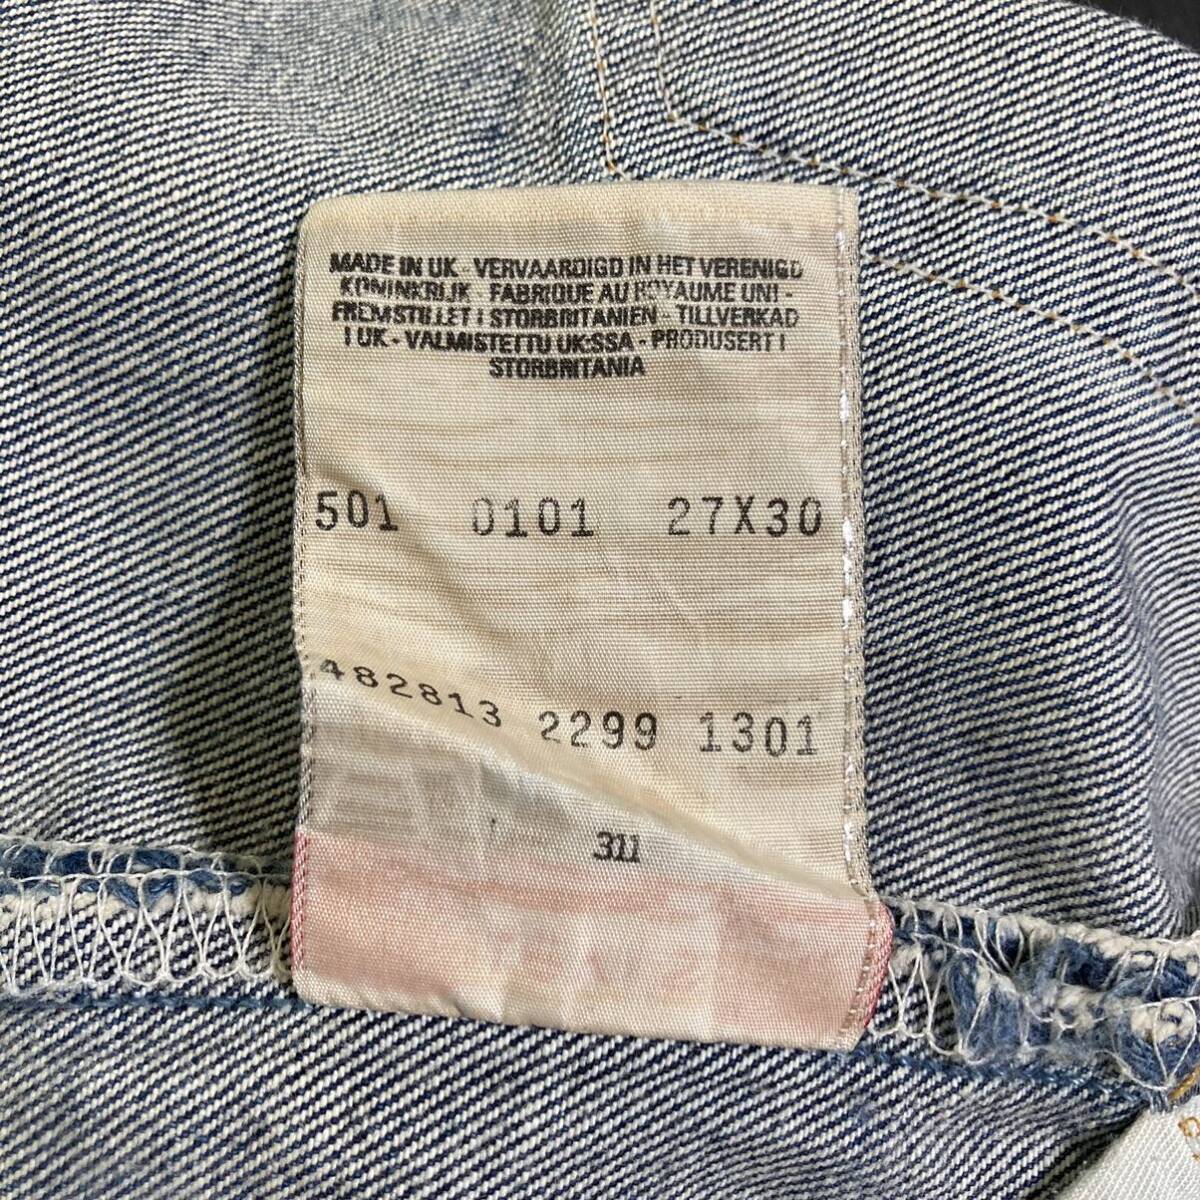 MADE IN UK - VERVAARDIGD IN HET VERENIGD
KONINKRIJK - FABRIQUE AU ROYAUME UNI -
FREMSTILLET I STORBRITANIEN - TILLVERKAD
I UK - VALMISTETTU UK:SSA - PRODUSERT I
STORBRITANIA
501 0101 27X30
482813 2299 1301
311